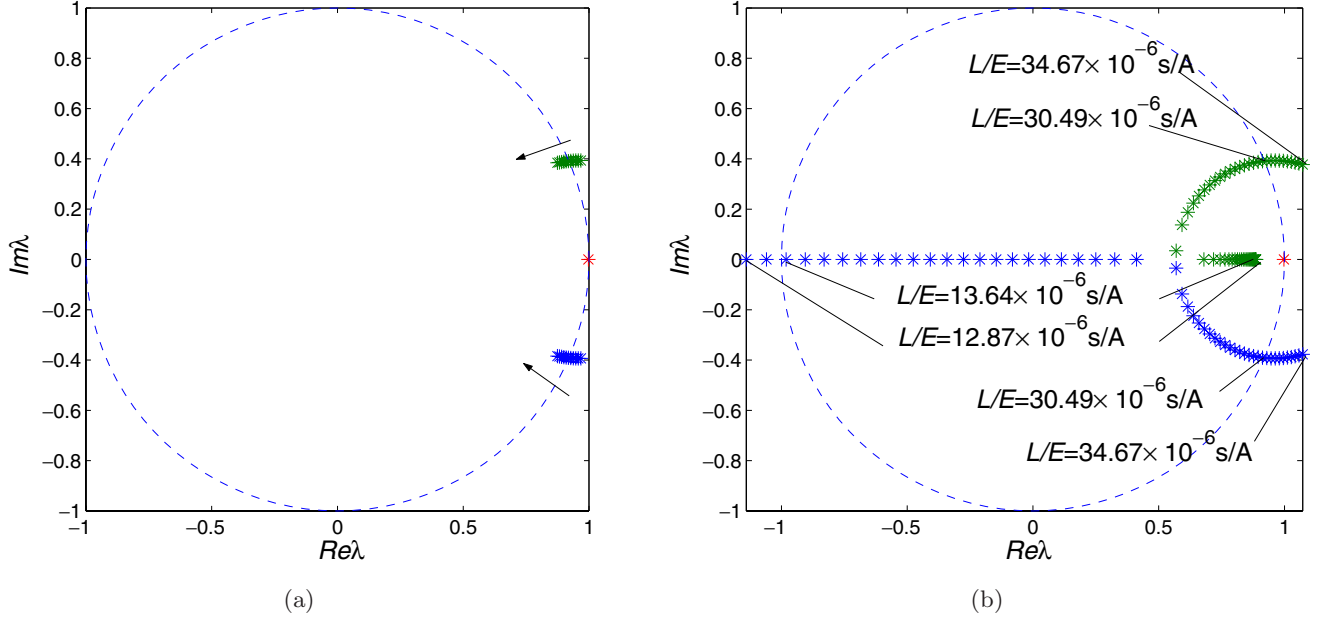 1
0.8
0.6
0.4
0.2
0
−0.2
−0.4
−0.6
−0.8
−1
−1
−0.5
0
0.5
1
Imλ
Reλ
(a)
1
0.8
0.6
0.4
0.2
0
−0.2
−0.4
−0.6
−0.8
−1
−1
−0.5
0
0.5
1
Imλ
Reλ
L/E=34.67× 10⁻⁶s/A
L/E=30.49× 10⁻⁶s/A
L/E=13.64× 10⁻⁶s/A
L/E=12.87× 10⁻⁶s/A
L/E=30.49× 10⁻⁶s/A
L/E=34.67× 10⁻⁶s/A
(b)